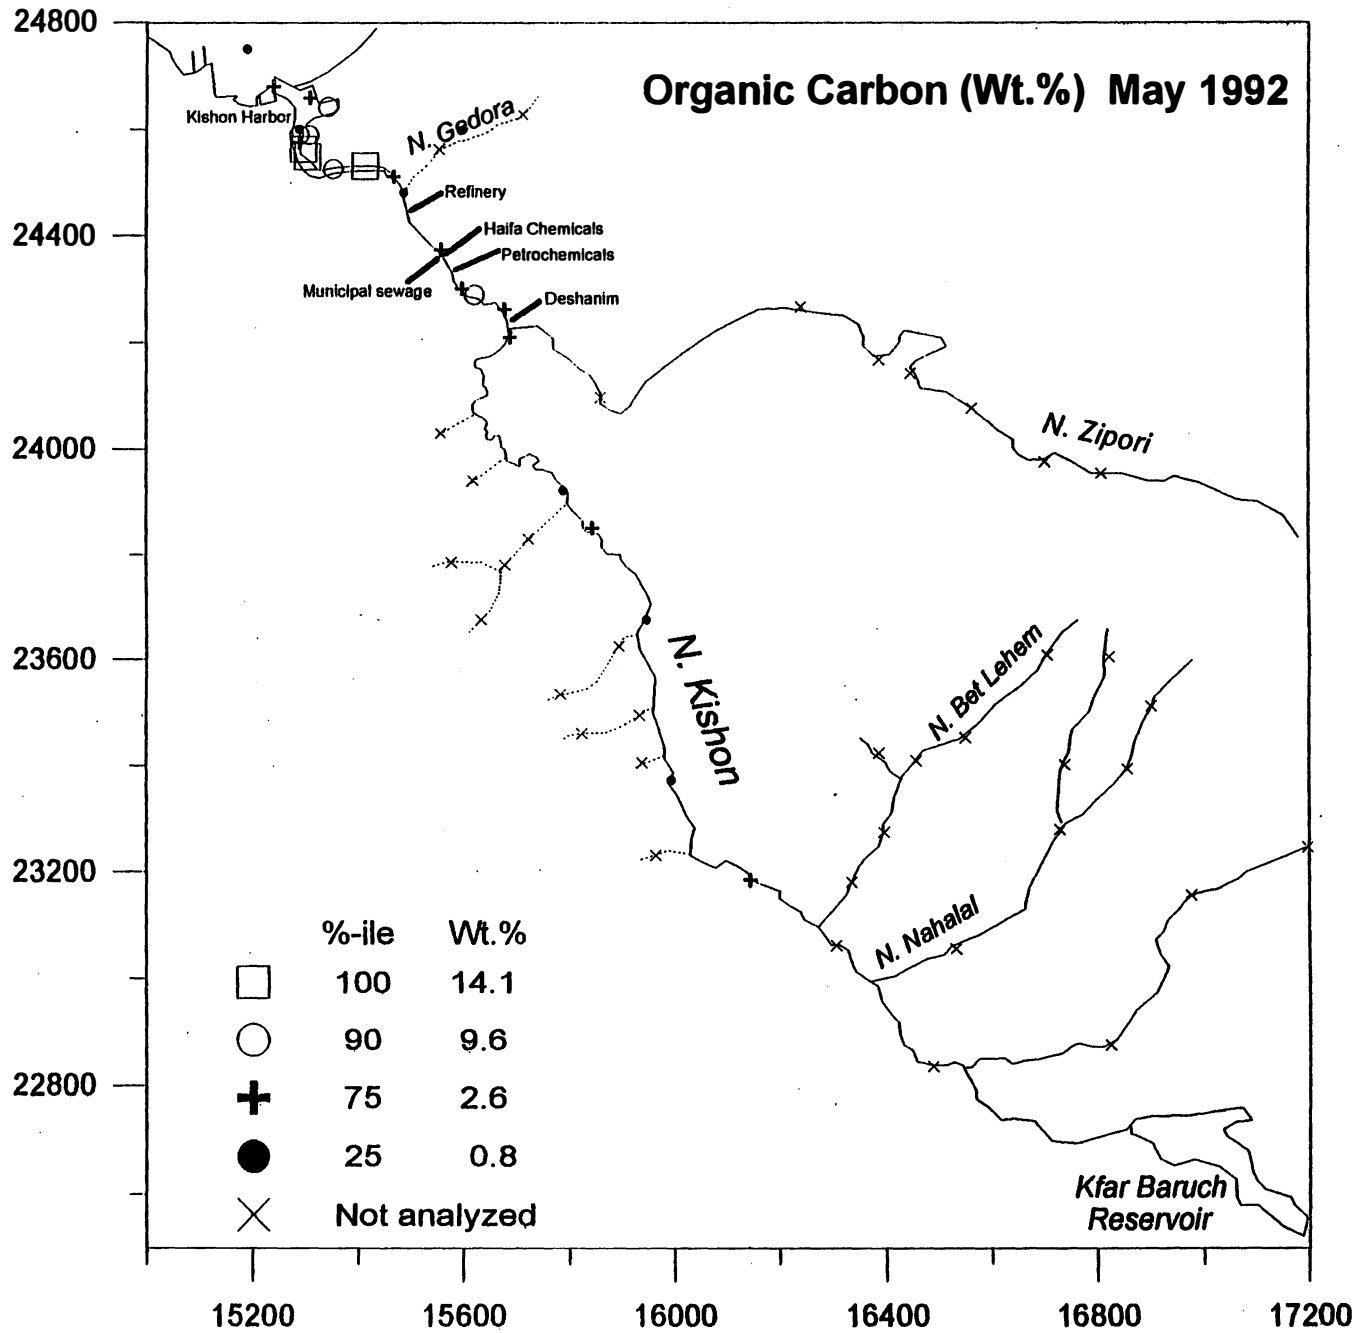 24800
Organic Carbon (Wt.%) May 1992
Kishon Harbor
N. Gedora
Refinery
24400
Haifa Chemicals
Petrochemicals
Municipal sewage
Deshanim
24000
N. Zipori
23600
N. Kishon
N. Bet Lehem
23200
N. Nahalal
%-ile Wt.%
100 14.1
90 9.6
22800
75 2.6
25 0.8
Not analyzed
Kfar Baruch
Reservoir
15200 15600 16000 16400 16800 17200